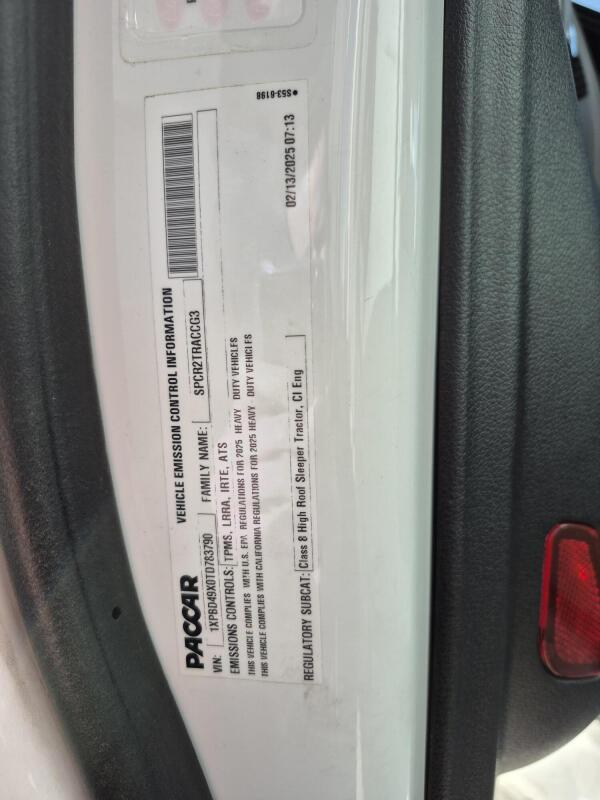 VEHICLE EMISSION CONTROL INFORMATION
PACCAR
VIN: 1XPBD49X0TD783790 FAMILY NAME: SPCR2TRACCG3
EMISSIONS CONTROLS: TPMS, LRRA, IRTE, ATS
THIS VEHICLE COMPLIES WITH U.S. EPA REGULATIONS FOR 2025 HEAVY DUTY VEHICLES
THIS VEHICLE COMPLIES WITH CALIFORNIA REGULATIONS FOR 2025 HEAVY DUTY VEHICLES
REGULATORY SUBCAT: Class 8 High Roof Sleeper Tractor, CI Eng
02/13/2025 07:13
● S53-6198